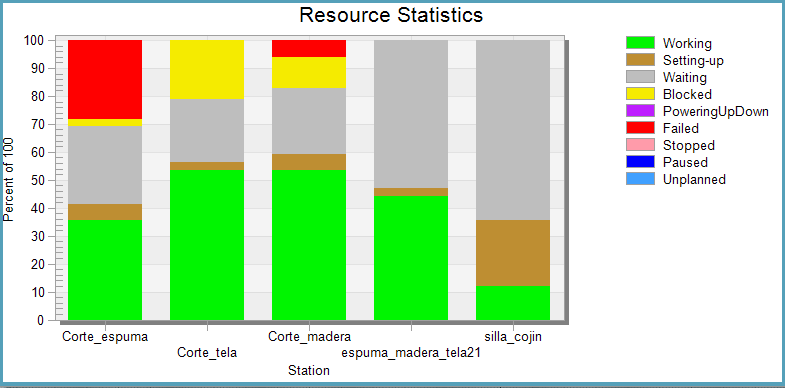 Resource Statistics
Percent of 100
100
90
80
70
60
50
40
30
20
10
0
Corte_espuma
Corte_tela
Corte_madera
espuma_madera_tela21
silla_cojin
Station
Working
Setting-up
Waiting
Blocked
PoweringUpDown
Failed
Stopped
Paused
Unplanned